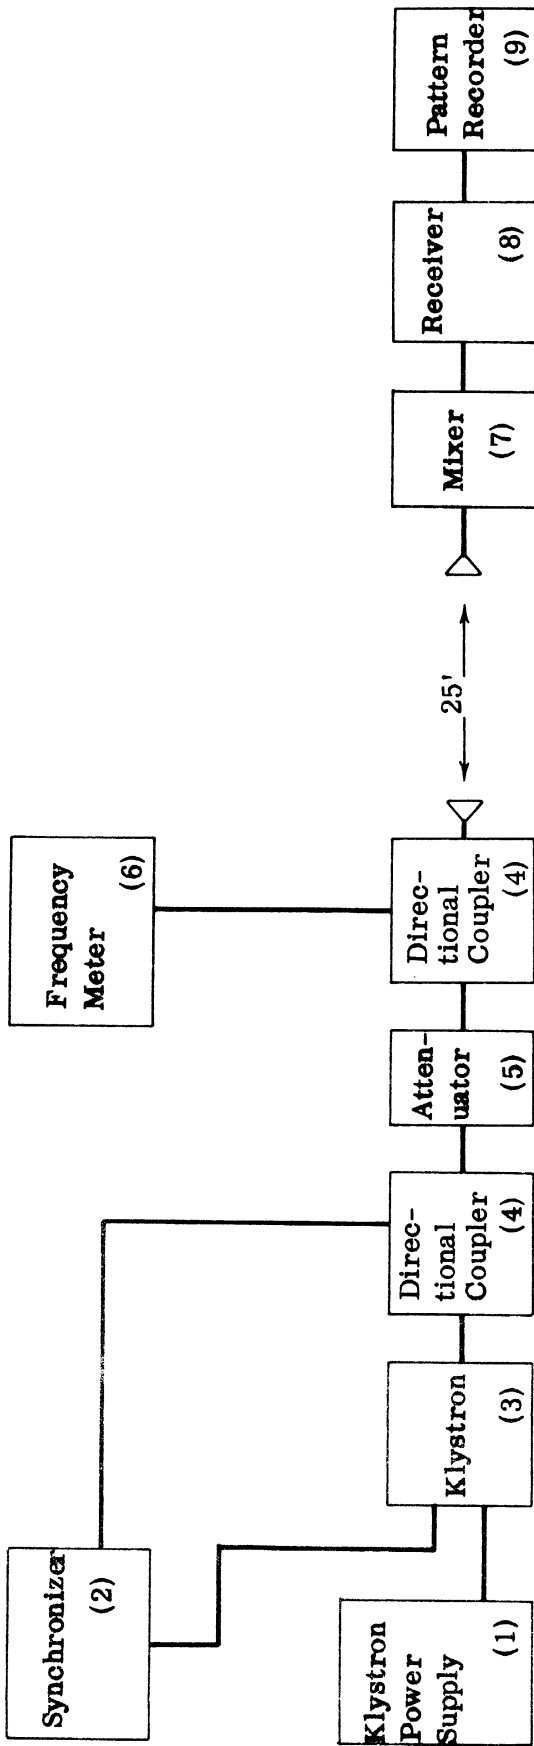 Synchronizer
(2)
Frequency
Meter
(6)
Klystron
Power
Supply
(1)
Klystron
(3)
Direc-
tional
Coupler
(4)
Atten-
uator
(5)
Direc-
tional
Coupler
(4)
25'
Mixer
(7)
Receiver
(8)
Pattern
Recorder
(9)